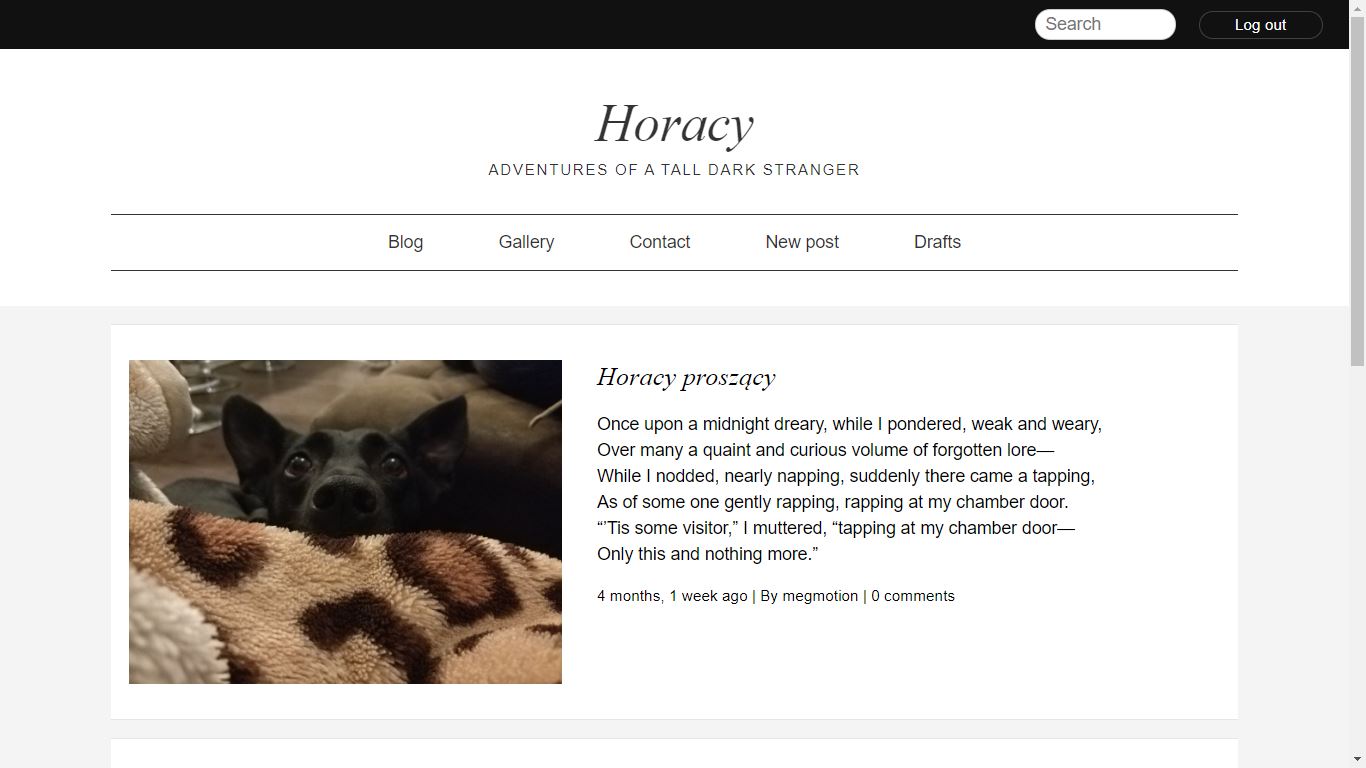 Search
Log out
Horacy
ADVENTURES OF A TALL DARK STRANGER
Blog
Gallery
Contact
New post
Drafts
Horacy proszący
Once upon a midnight dreary, while I pondered, weak and weary,
Over many a quaint and curious volume of forgotten lore—
While I nodded, nearly napping, suddenly there came a tapping,
As of some one gently rapping, rapping at my chamber door.
“’Tis some visitor,” I muttered, “tapping at my chamber door—
Only this and nothing more.”
4 months, 1 week ago | By megmotion | 0 comments